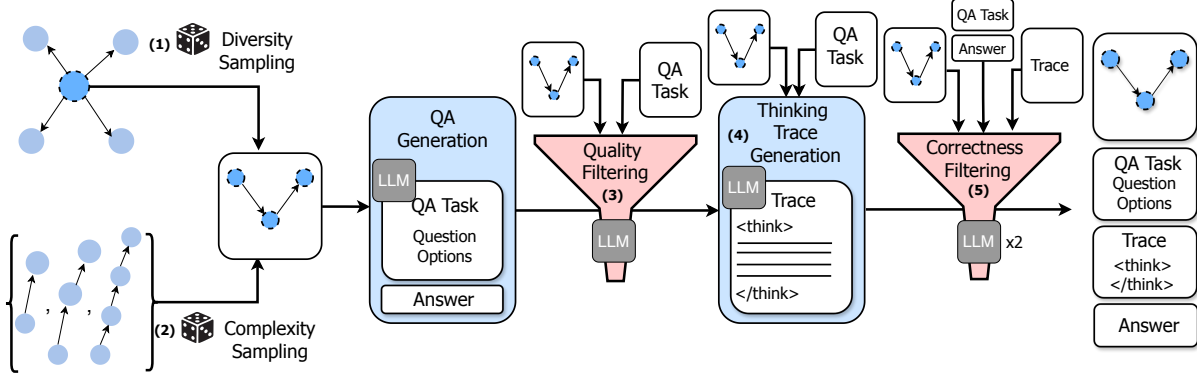 (1)
Diversity
Sampling
(2)
Complexity
Sampling
{ , , }
QA
Generation
LLM
QA Task
Question
Options
Answer
QA
Task
Quality
Filtering
(3)
LLM
QA
Task
(4)
Thinking
Trace
Generation
LLM
Trace
<think>
</think>
QA Task
Answer
Trace
Correctness
Filtering
(5)
LLM
x2
QA Task
Question
Options
Trace
<think>
</think>
Answer